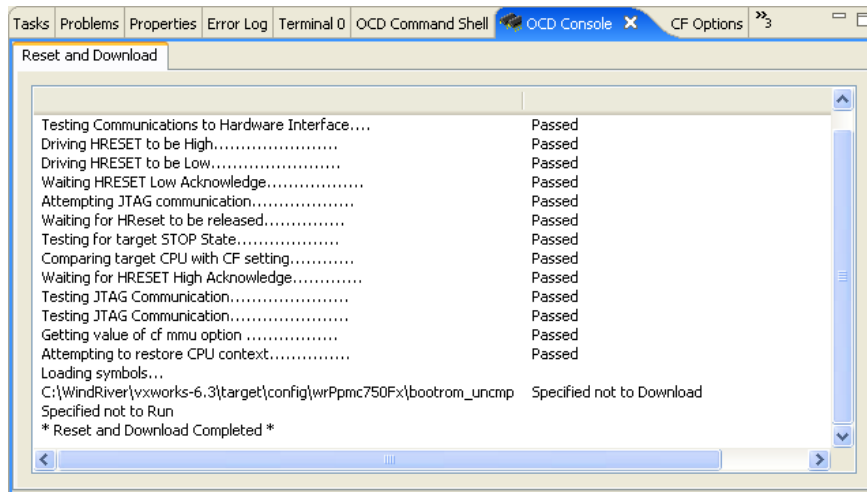 Tasks Problems Properties Error Log Terminal 0 OCD Command Shell OCD Console CF Options »3
Reset and Download
Testing Communications to Hardware Interface.... Passed
Driving HRESET to be High....................... Passed
Driving HRESET to be Low........................ Passed
Waiting HRESET Low Acknowledge.................. Passed
Attempting JTAG communication................... Passed
Waiting for HReset to be released................. Passed
Testing for target STOP State................... Passed
Comparing target CPU with CF setting............ Passed
Waiting for HRESET High Acknowledge............. Passed
Testing JTAG Communication...................... Passed
Testing JTAG Communication...................... Passed
Getting value of cf mmu option ................. Passed
Attempting to restore CPU context............... Passed
Loading symbols...
C:\WindRiver\vxworks-6.3\target\config\wrPpmc750Fx\bootrom_uncmp Specified not to Download
Specified not to Run
* Reset and Download Completed *